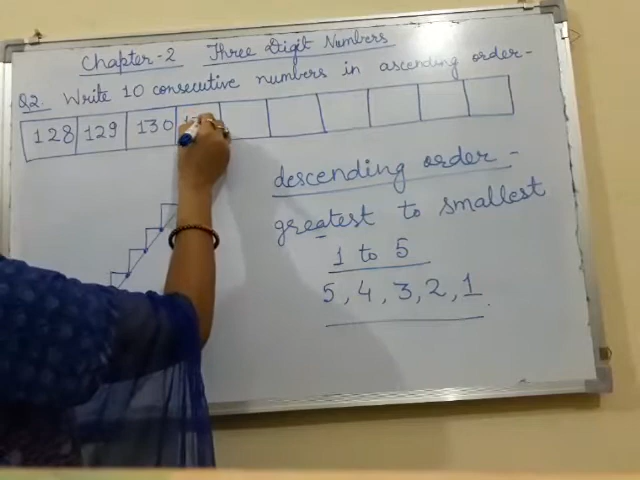 Chapter-2 Three Digit Numbers
Q2. Write 10 consecutive numbers in ascending order-
128 129 130
descending order -
greatest to smallest
1 to 5
5, 4, 3, 2, 1